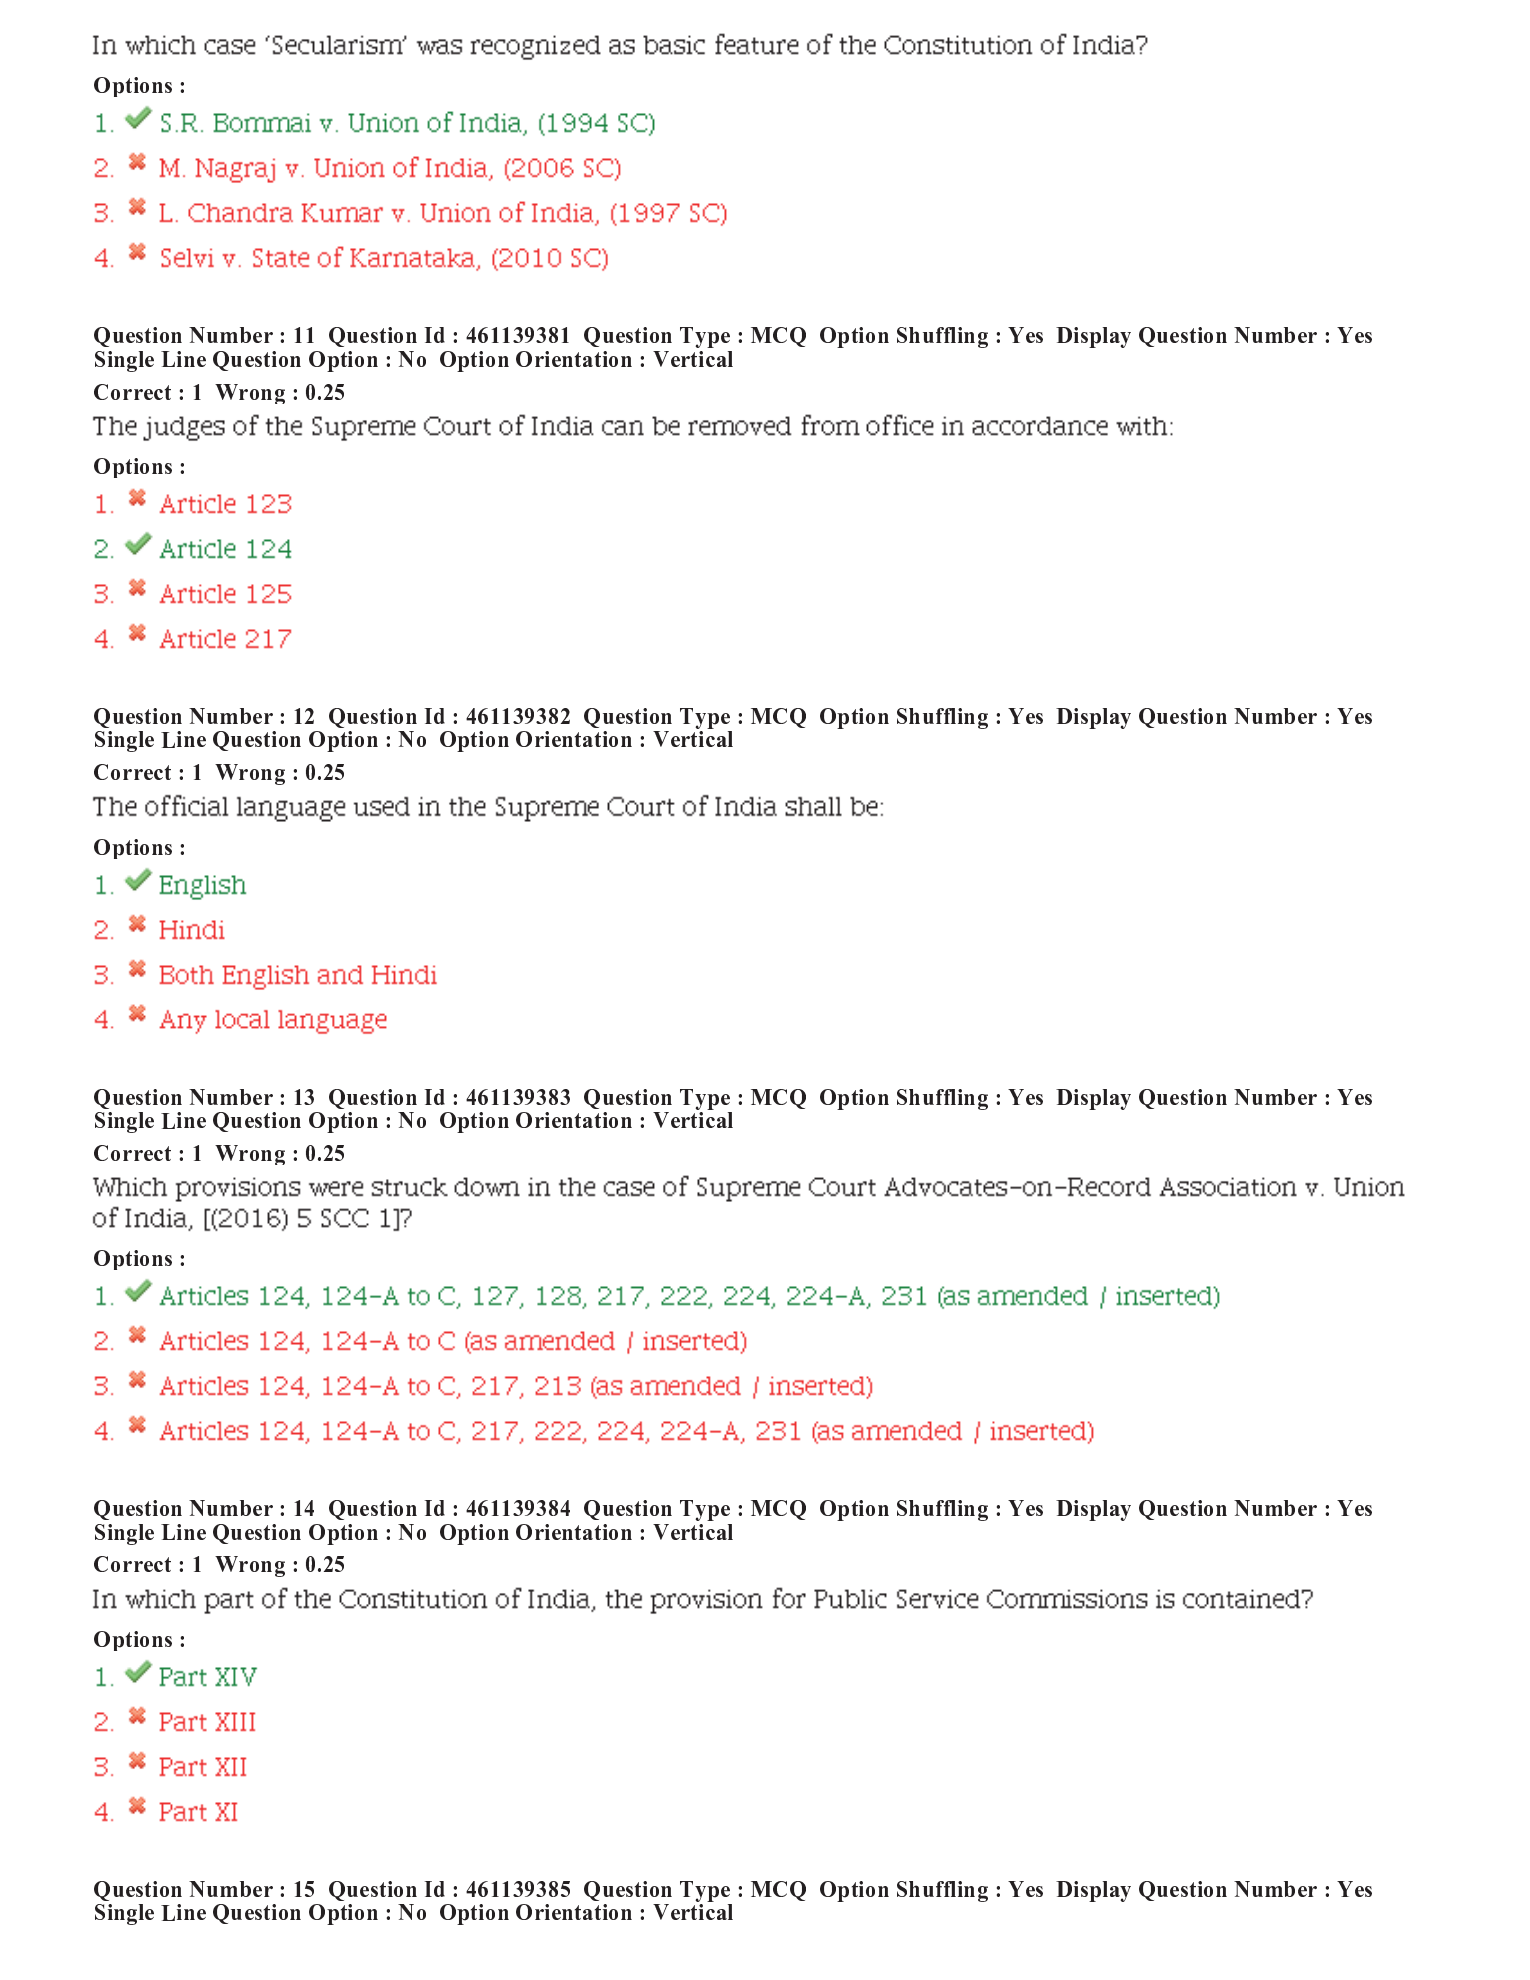 In which case ‘Secularism’ was recognized as basic feature of the Constitution of India?
Options :
1. S.R. Bommai v. Union of India, (1994 SC)
2. M. Nagraj v. Union of India, (2006 SC)
3. L. Chandra Kumar v. Union of India, (1997 SC)
4. Selvi v. State of Karnataka, (2010 SC)
Question Number : 11 Question Id : 461139381 Question Type : MCQ Option Shuffling : Yes Display Question Number : Yes
Single Line Question Option : No Option Orientation : Vertical
Correct : 1 Wrong : 0.25
The judges of the Supreme Court of India can be removed from office in accordance with:
Options :
1. Article 123
2. Article 124
3. Article 125
4. Article 217
Question Number : 12 Question Id : 461139382 Question Type : MCQ Option Shuffling : Yes Display Question Number : Yes
Single Line Question Option : No Option Orientation : Vertical
Correct : 1 Wrong : 0.25
The official language used in the Supreme Court of India shall be:
Options :
1. English
2. Hindi
3. Both English and Hindi
4. Any local language
Question Number : 13 Question Id : 461139383 Question Type : MCQ Option Shuffling : Yes Display Question Number : Yes
Single Line Question Option : No Option Orientation : Vertical
Correct : 1 Wrong : 0.25
Which provisions were struck down in the case of Supreme Court Advocates-on-Record Association v. Union
of India, [(2016) 5 SCC 1]?
Options :
1. Articles 124, 124-A to C, 127, 128, 217, 222, 224, 224-A, 231 (as amended / inserted)
2. Articles 124, 124-A to C (as amended / inserted)
3. Articles 124, 124-A to C, 217, 213 (as amended / inserted)
4. Articles 124, 124-A to C, 217, 222, 224, 224-A, 231 (as amended / inserted)
Question Number : 14 Question Id : 461139384 Question Type : MCQ Option Shuffling : Yes Display Question Number : Yes
Single Line Question Option : No Option Orientation : Vertical
Correct : 1 Wrong : 0.25
In which part of the Constitution of India, the provision for Public Service Commissions is contained?
Options :
1. Part XIV
2. Part XIII
3. Part XII
4. Part XI
Question Number : 15 Question Id : 461139385 Question Type : MCQ Option Shuffling : Yes Display Question Number : Yes
Single Line Question Option : No Option Orientation : Vertical